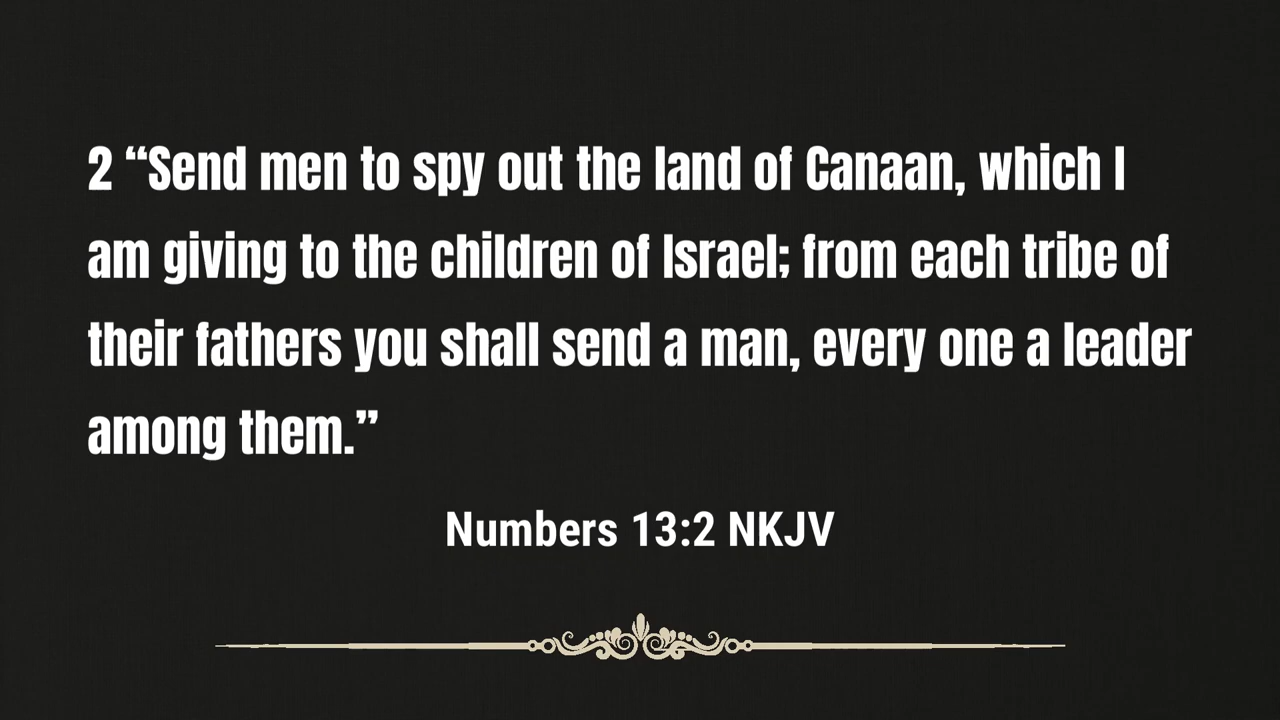 2 “Send men to spy out the land of Canaan, which I
am giving to the children of Israel; from each tribe of
their fathers you shall send a man, every one a leader
among them.”
Numbers 13:2 NKJV